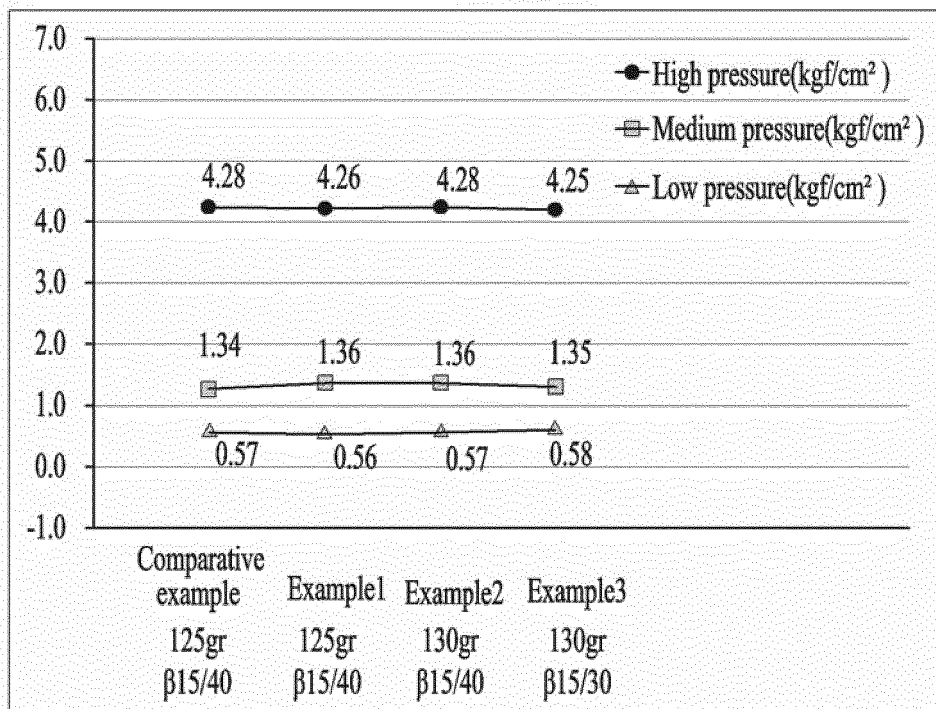 7.0
6.0
5.0
4.0
3.0
2.0
1.0
0.0
-1.0
High pressure(kgf/cm² )
Medium pressure(kgf/cm² )
Low pressure(kgf/cm² )
4.28 4.26 4.28 4.25
1.34 1.36 1.36 1.35
0.57 0.56 0.57 0.58
Comparative
example Example1 Example2 Example3
125gr 125gr 130gr 130gr
β15/40 β15/40 β15/40 β15/30